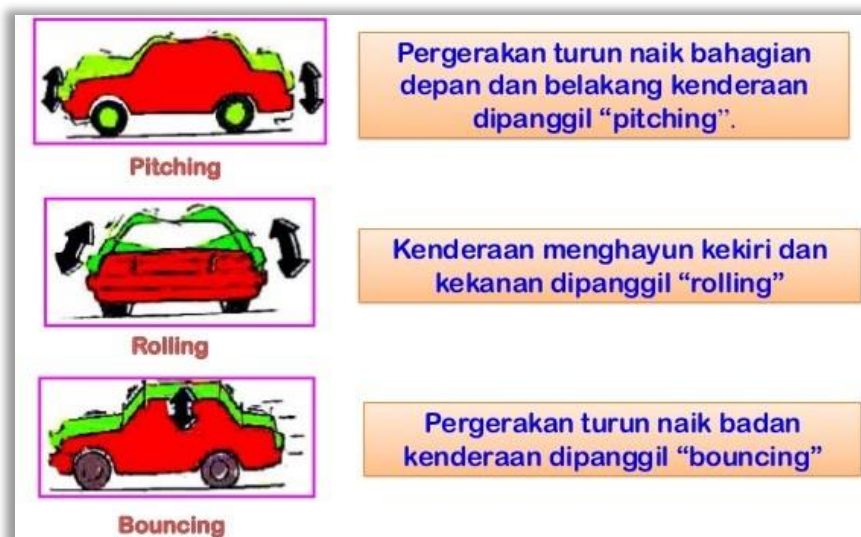 Pergerakan turun naik bahagian
depan dan belakang kenderaan
dipanggil “pitching”.
Pitching
Kenderaan menghayun kekiri dan
kekanan dipanggil “rolling”
Rolling
Pergerakan turun naik badan
kenderaan dipanggil “bouncing”
Bouncing